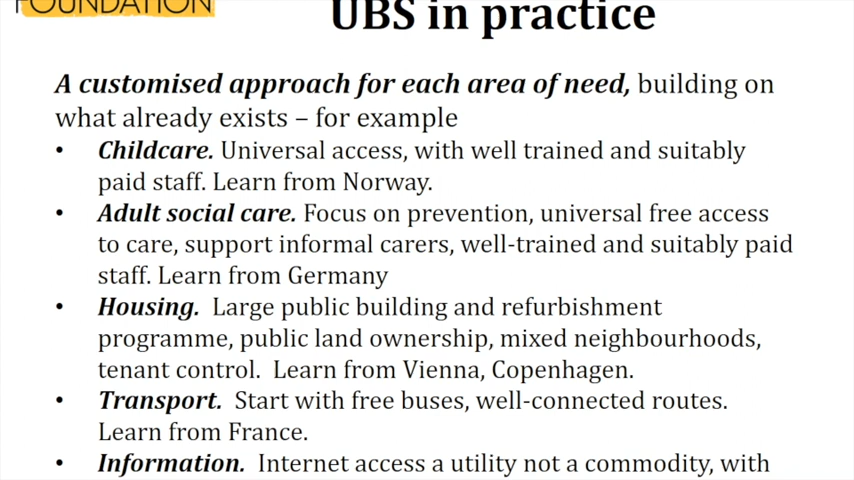 FOUNDATION
UBS in practice
A customised approach for each area of need, building on
what already exists – for example
• Childcare. Universal access, with well trained and suitably
paid staff. Learn from Norway.
• Adult social care. Focus on prevention, universal free access
to care, support informal carers, well-trained and suitably paid
staff. Learn from Germany
• Housing. Large public building and refurbishment
programme, public land ownership, mixed neighbourhoods,
tenant control. Learn from Vienna, Copenhagen.
• Transport. Start with free buses, well-connected routes.
Learn from France.
• Information. Internet access a utility not a commodity, with